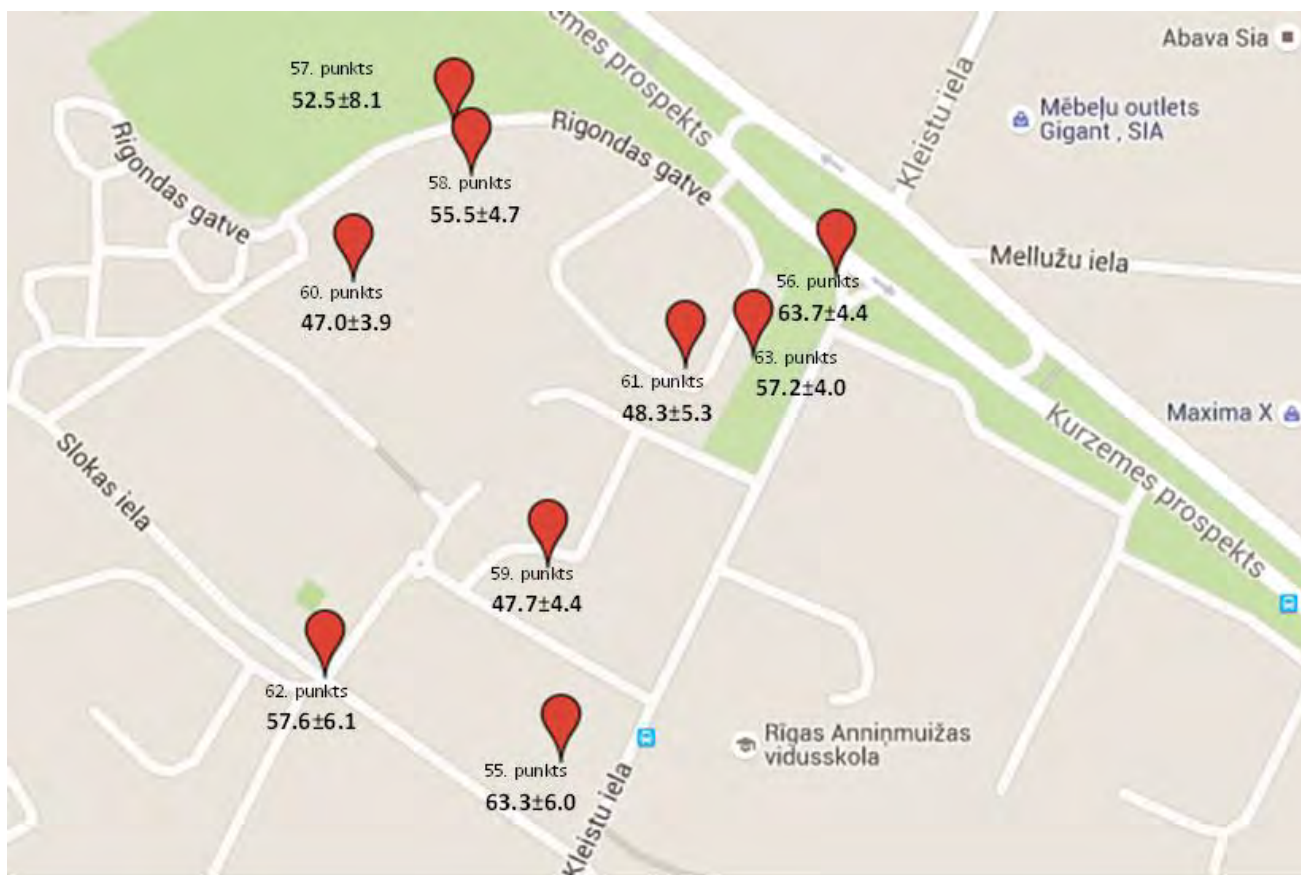 Abava Sia
emes prospekts
57. punkts
52.5±8.1
Kleistu iela
Mēbeļu outlets
Gigant , SIA
Rigondas gatve
Rigondas gatve
58. punkts
55.5±4.7
Mellužu iela
60. punkts
47.0±3.9
56. punkts
63.7±4.4
63. punkts
57.2±4.0
61. punkts
48.3±5.3
Maxima X
Kurzemes prospekts
Slokas iela
59. punkts
47.7±4.4
62. punkts
57.6±6.1
Rīgas Anniņmuižas
vidusskola
55. punkts
63.3±6.0
Kleistu iela